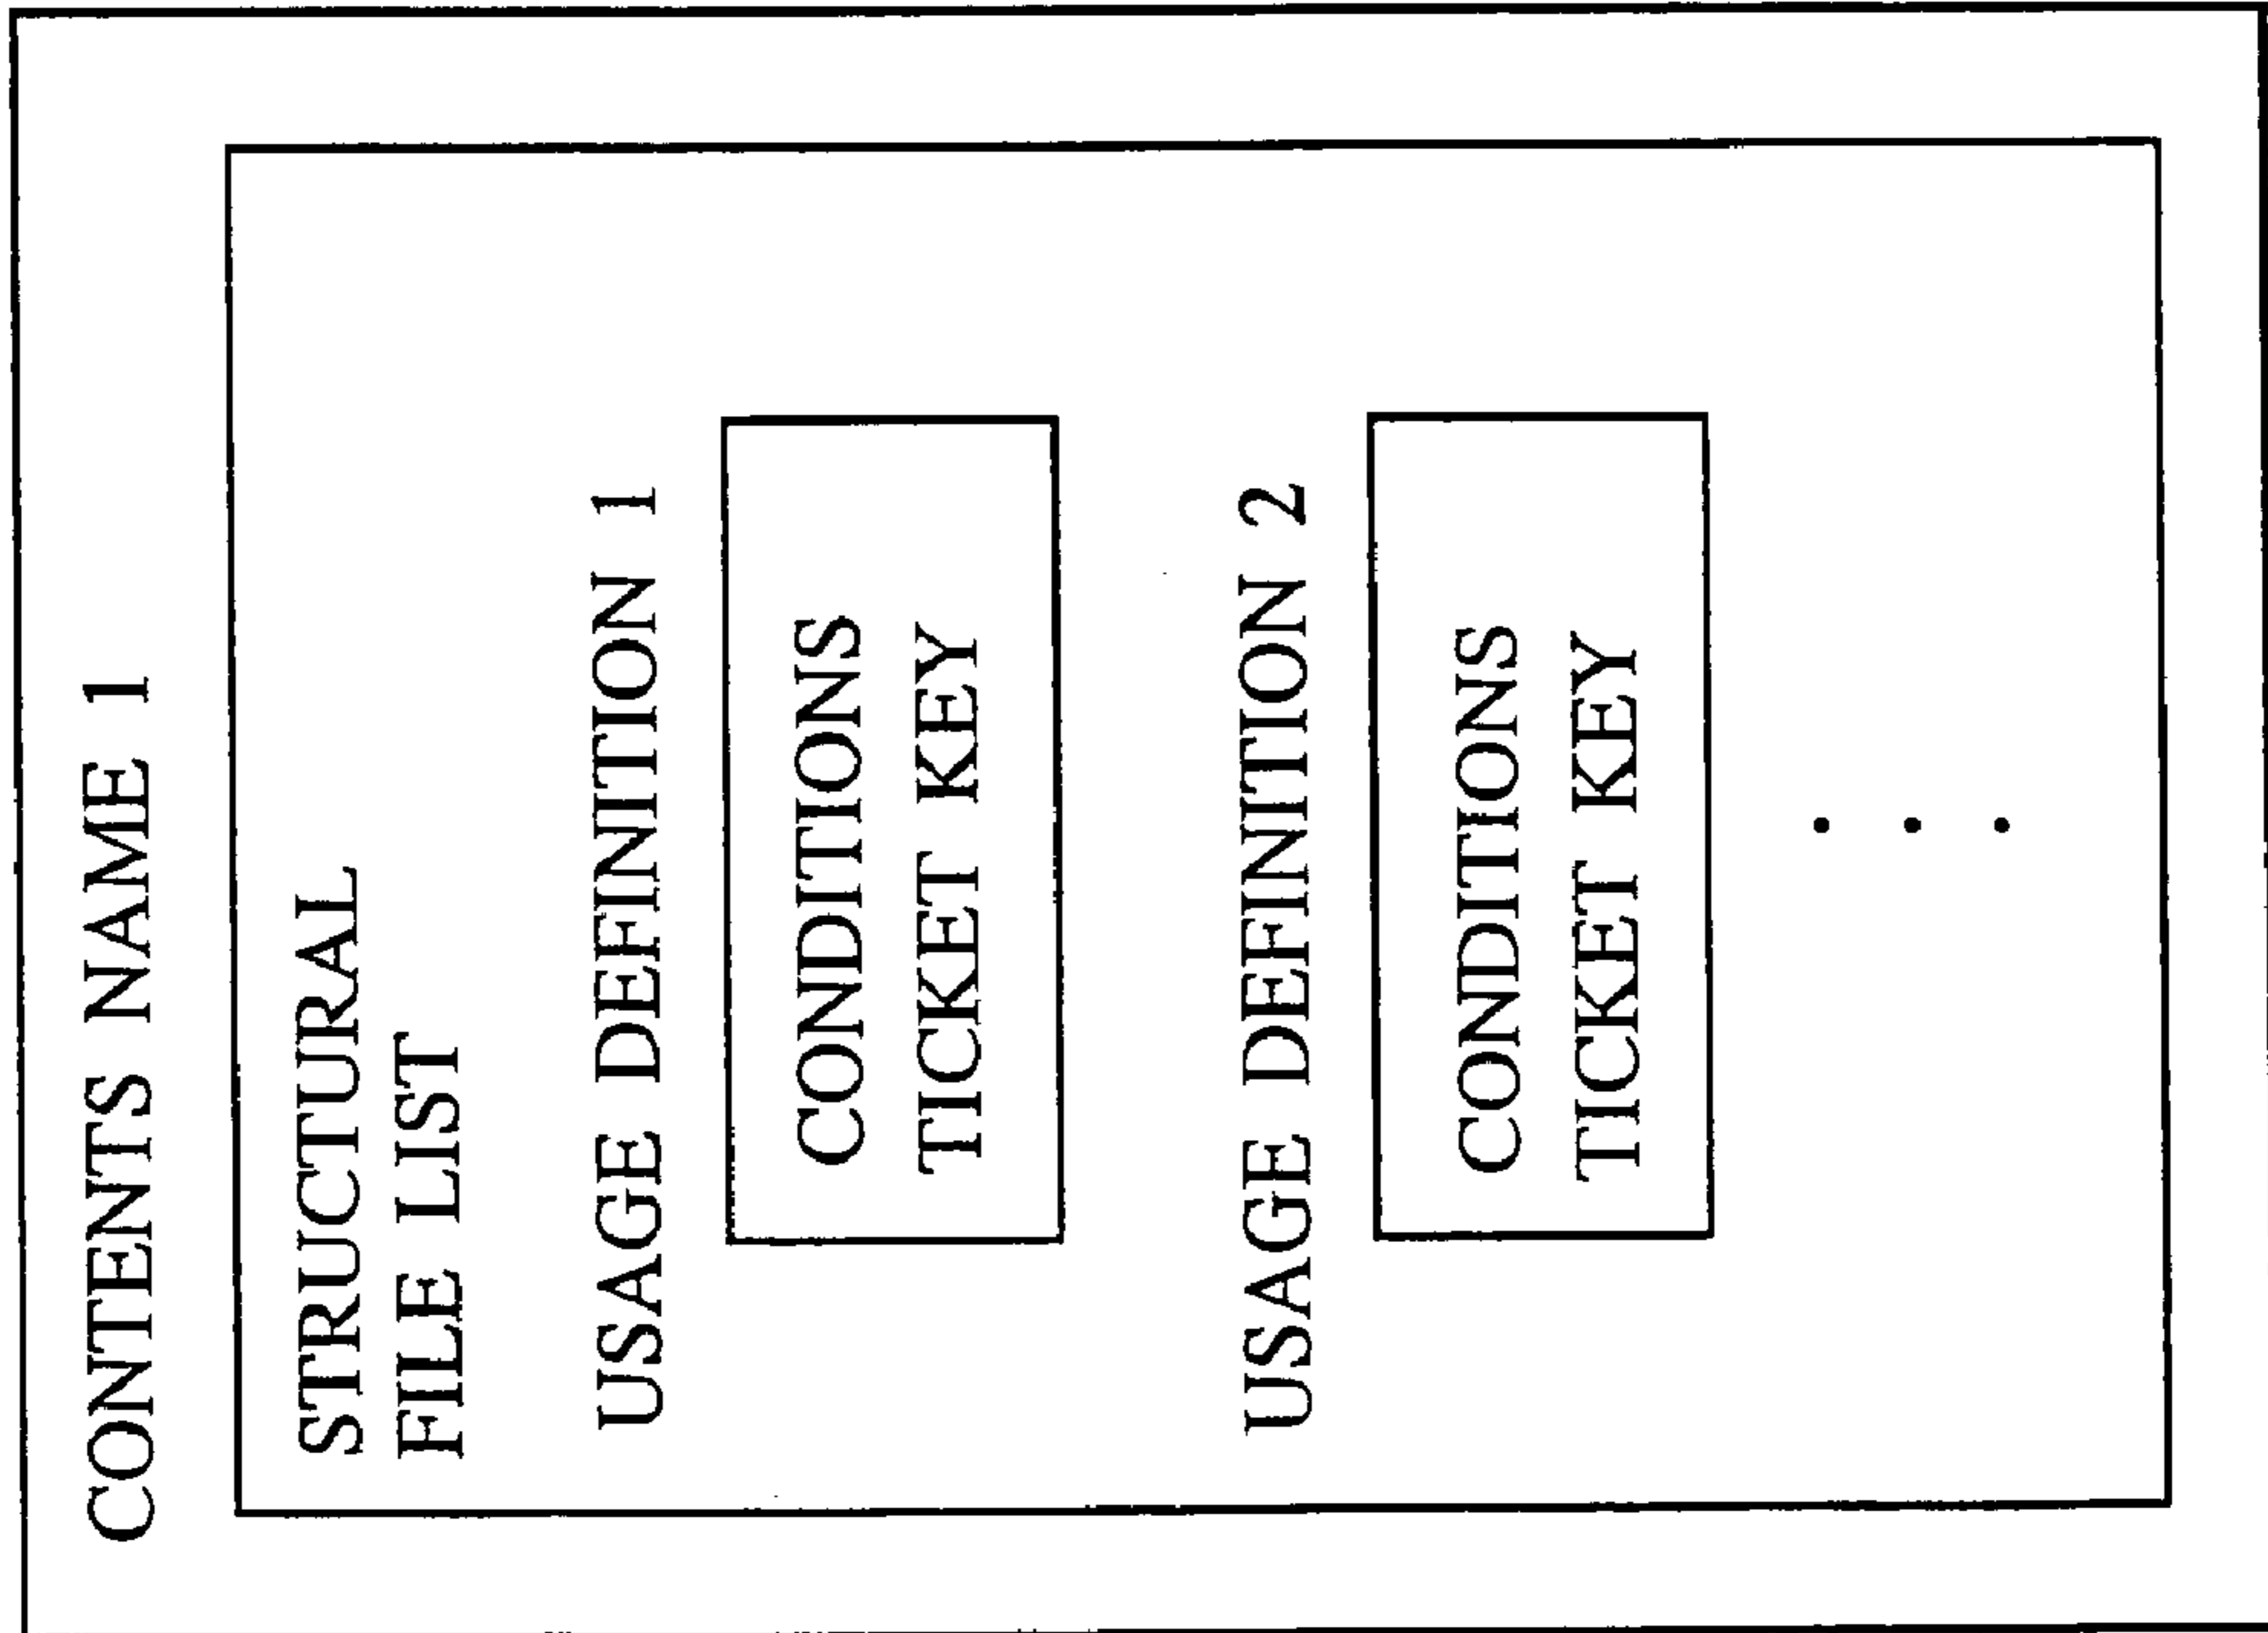 CONTENTS NAME 1
STRUCTURAL
FILE LIST
USAGE DEFINITION 1
CONDITIONS
TICKET KEY
USAGE DEFINITION 2
CONDITIONS
TICKET KEY